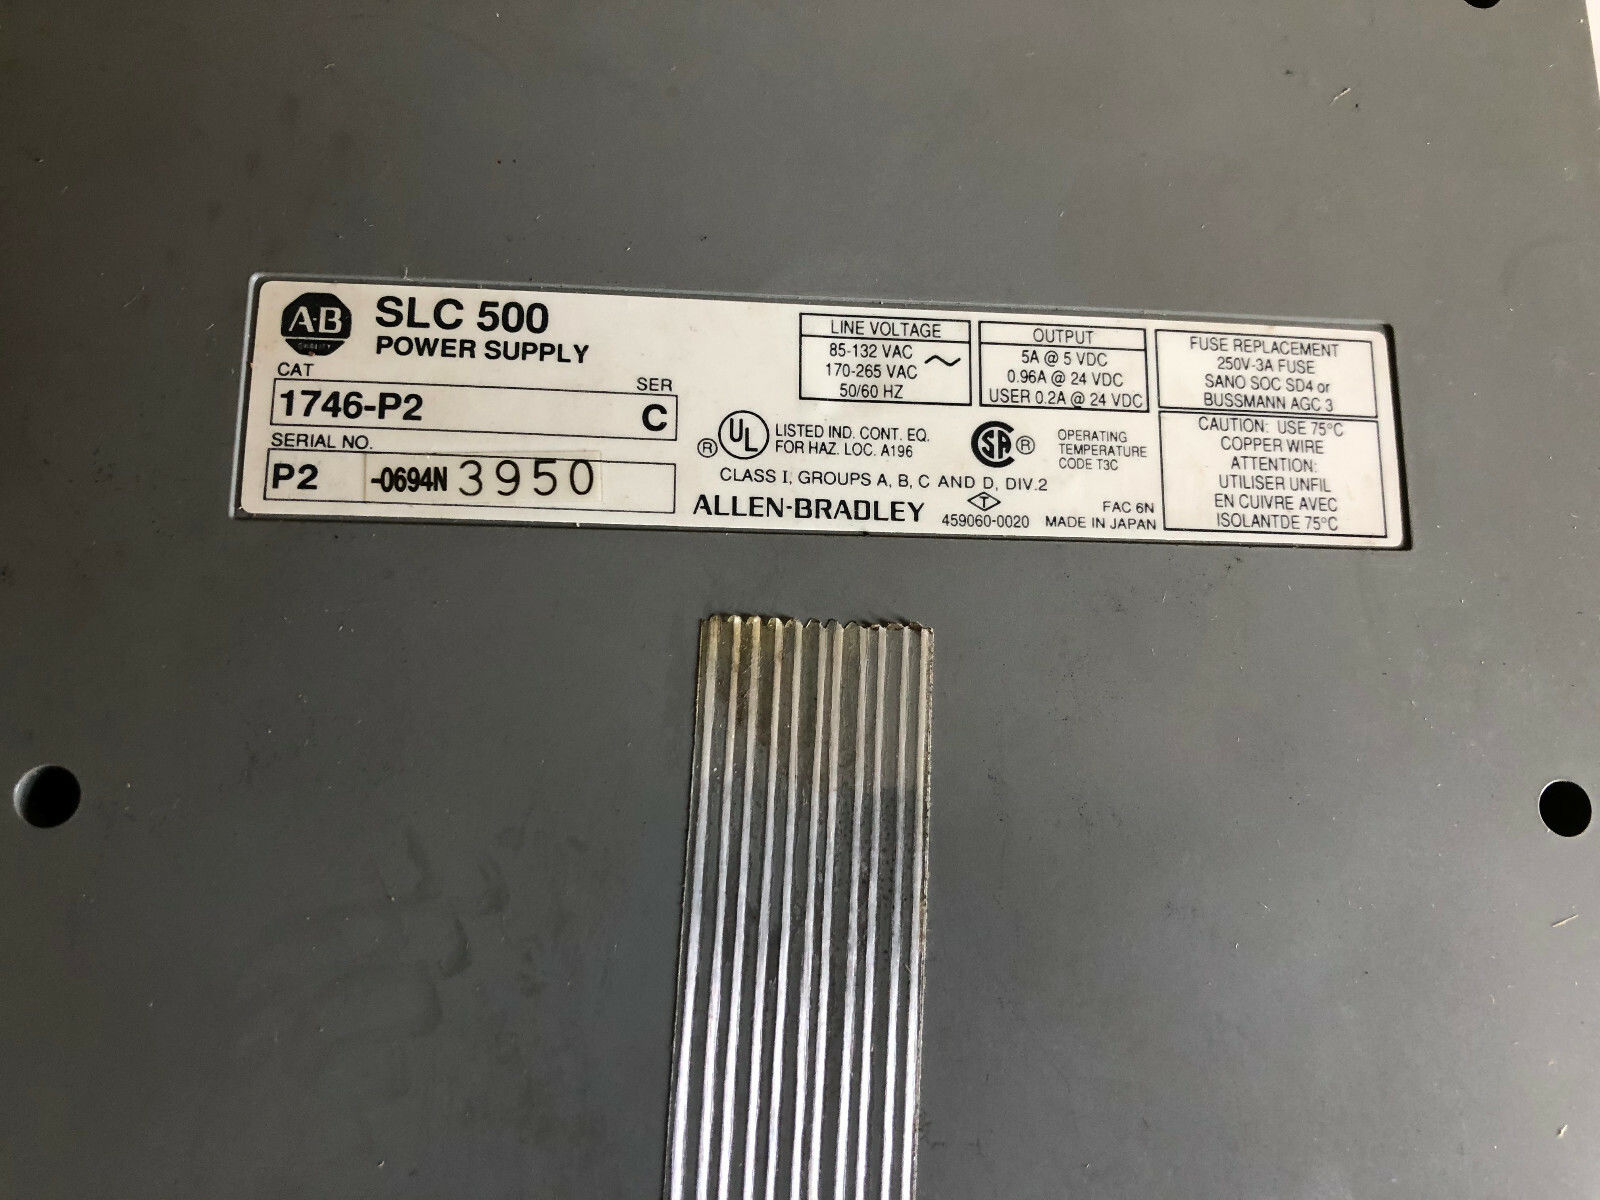 A·B
QUALITY
SLC 500
POWER SUPPLY
CAT
SER
1746-P2
C
SERIAL NO.
P2 -0694N 3950
LINE VOLTAGE
85-132 VAC
170-265 VAC
50/60 HZ
OUTPUT
5A @ 5 VDC
0.96A @ 24 VDC
USER 0.2A @ 24 VDC
FUSE REPLACEMENT
250V-3A FUSE
SANO SOC SD4 or
BUSSMANN AGC 3
® UL LISTED IND. CONT. EQ.
FOR HAZ. LOC. A196
SA ®
OPERATING
TEMPERATURE
CODE T3C
CLASS I, GROUPS A, B, C AND D, DIV.2
ALLEN-BRADLEY
T
459060-0020
FAC 6N
MADE IN JAPAN
CAUTION: USE 75°C
COPPER WIRE
ATTENTION:
UTILISER UNFIL
EN CUIVRE AVEC
ISOLANTDE 75°C